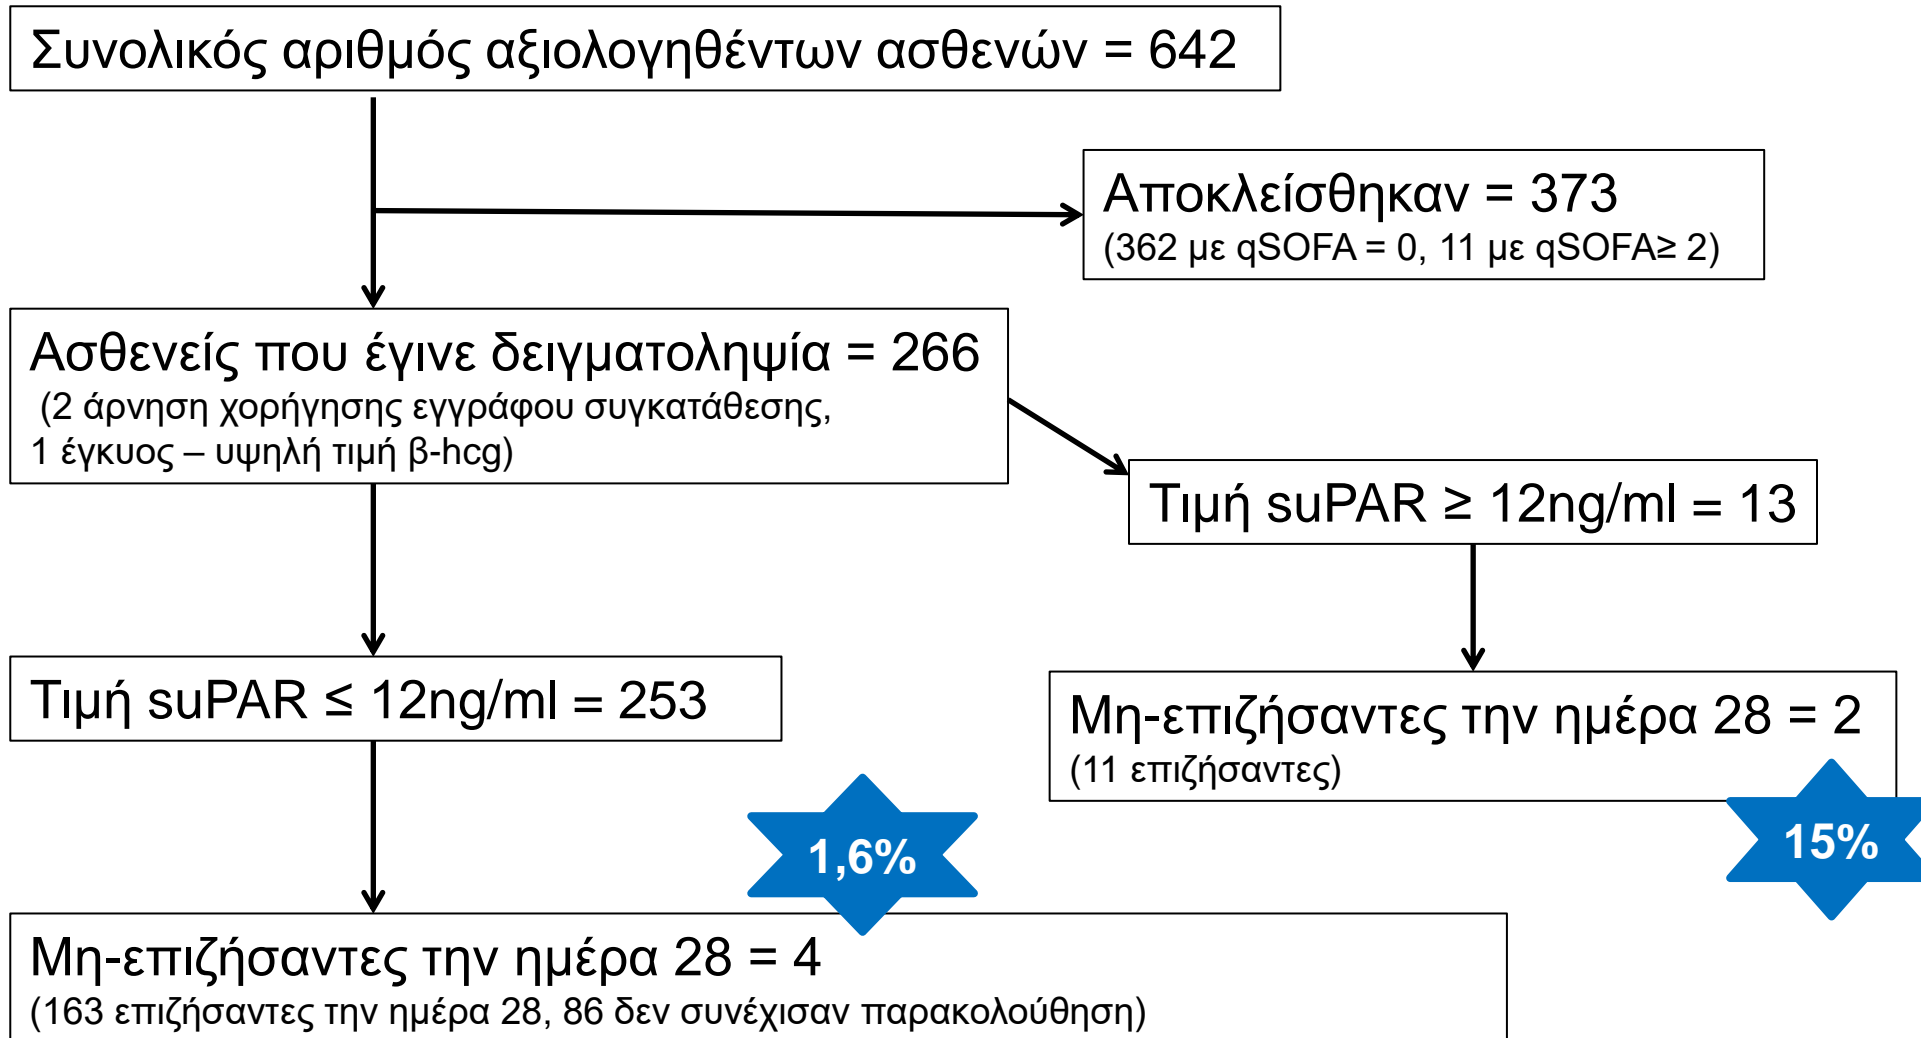 Συνολικός αριθμός αξιολογηθέντων ασθενών = 642
Αποκλείσθηκαν = 373
(362 με qSOFA = 0, 11 με qSOFA≥ 2)
Ασθενείς που έγινε δειγματοληψία = 266
(2 άρνηση χορήγησης εγγράφου συγκατάθεσης,
1 έγκυος – υψηλή τιμή β-hcg)
Τιμή suPAR ≥ 12ng/ml = 13
Τιμή suPAR ≤ 12ng/ml = 253
Μη-επιζήσαντες την ημέρα 28 = 2
(11 επιζήσαντες)
15%
1,6%
Μη-επιζήσαντες την ημέρα 28 = 4
(163 επιζήσαντες την ημέρα 28, 86 δεν συνέχισαν παρακολούθηση)